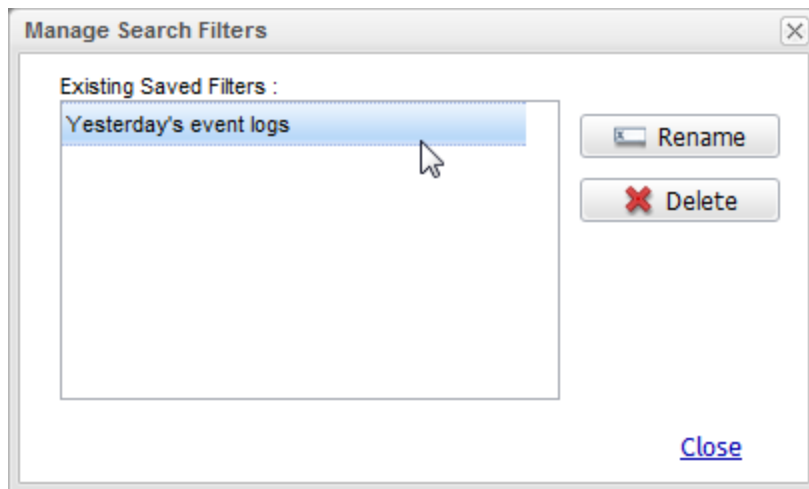 Manage Search Filters
Existing Saved Filters :
Yesterday's event logs
Rename
Delete
Close